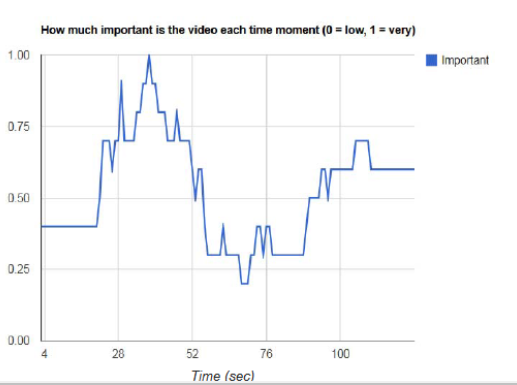 How much important is the video each time moment (0 = low, 1 = very)
1.00
Important
0.75
0.50
0.25
0.00
4 28 52 76 100
Time (sec)